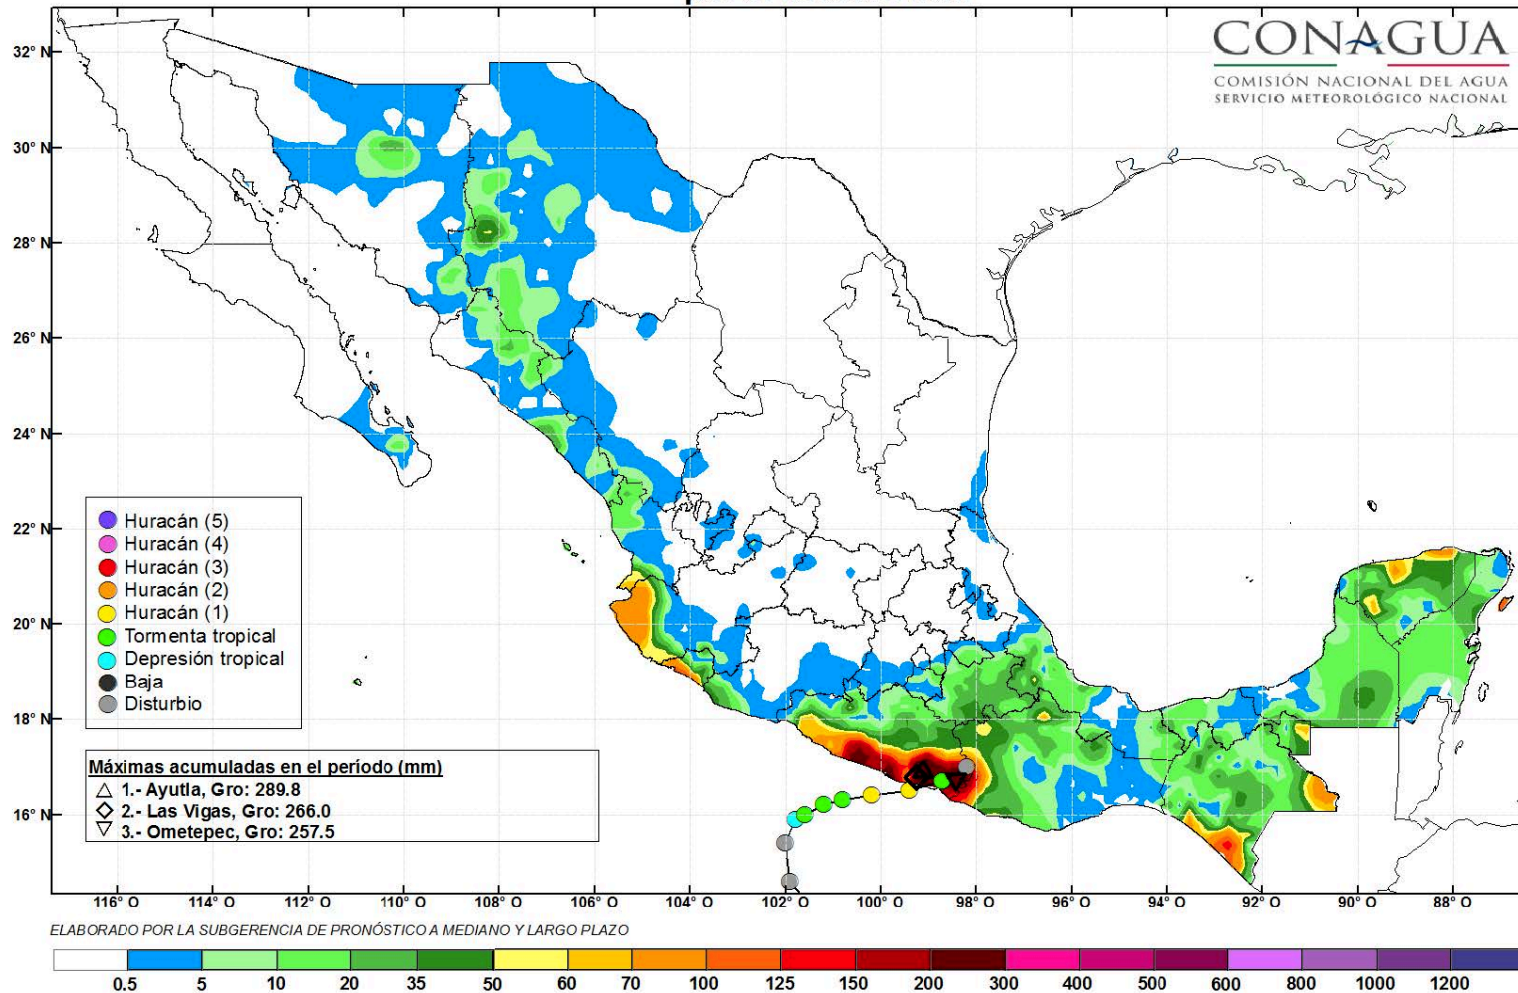 CONAGUA
COMISIÓN NACIONAL DEL AGUA
SERVICIO METEOROLÓGICO NACIONAL
32° N
30° N
28° N
26° N
24° N
22° N
20° N
18° N
16° N
Huracán (5)
Huracán (4)
Huracán (3)
Huracán (2)
Huracán (1)
Tormenta tropical
Depresión tropical
Baja
Disturbio
Máximas acumuladas en el período (mm)
1.- Ayutla, Gro: 289.8
2.- Las Vigas, Gro: 266.0
3.- Ometepec, Gro: 257.5
116° O 114° O 112° O 110° O 108° O 106° O 104° O 102° O 100° O 98° O 96° O 94° O 92° O 90° O 88° O
ELABORADO POR LA SUBGERENCIA DE PRONÓSTICO A MEDIANO Y LARGO PLAZO
0.5 5 10 20 35 50 60 70 100 125 150 200 300 400 500 600 800 1000 1200